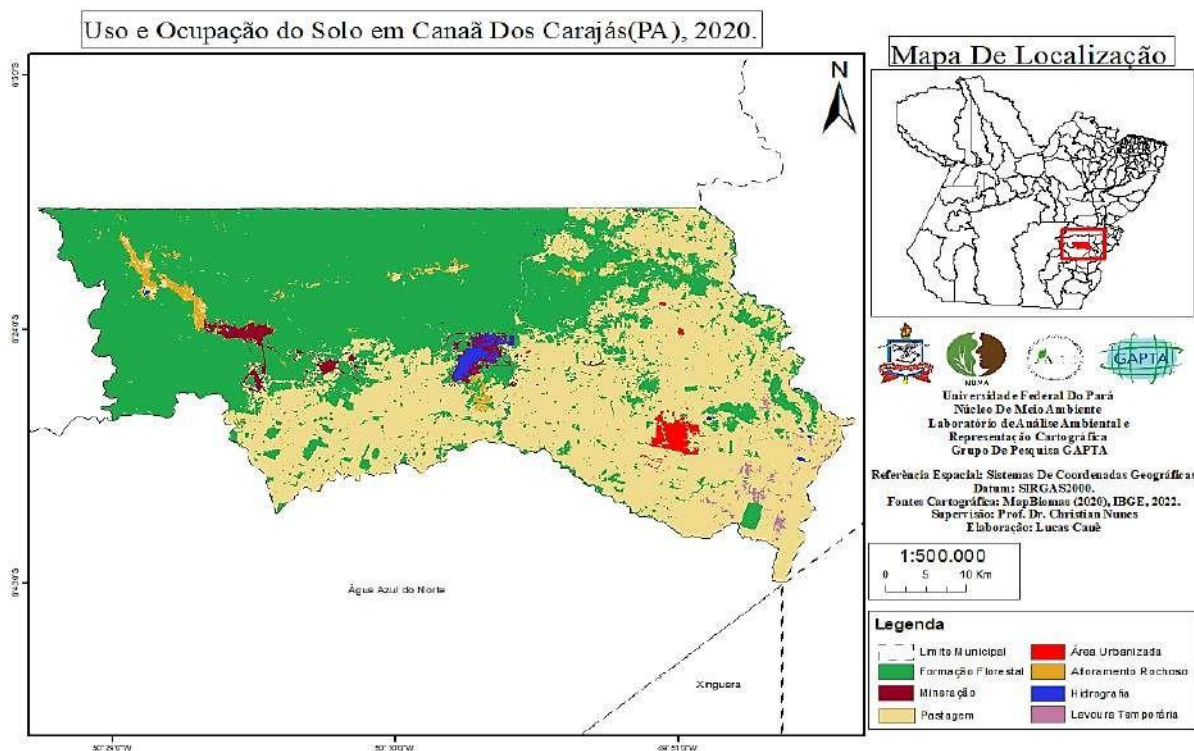 Uso e Ocupação do Solo em Canaã Dos Carajás(PA), 2020.
Mapa De Localização
N
Água Azul do Norte
Xinguara
NUMA
GAPTA
Universidade Federal Do Pará
Núcleo De Meio Ambiente
Laboratório de Análise Ambiental e
Representação Cartográfica
Grupo De Pesquisa GAPTA
Referência Espacial: Sistemas De Coordenadas Geográficas
Datum: SIRGAS2000.
Fontes Cartográfica: MapBiomas (2020), IBGE, 2022.
Supervisão: Prof. Dr. Christian Nunes
Elaboração: Lucas Cauè
1:500.000
0 5 10 Km
Legenda
Limite Municipal
Formação Florestal
Mineração
Pastagem
Área Urbanizada
Aforamento Rochoso
Hidrografia
Lavoura Temporária